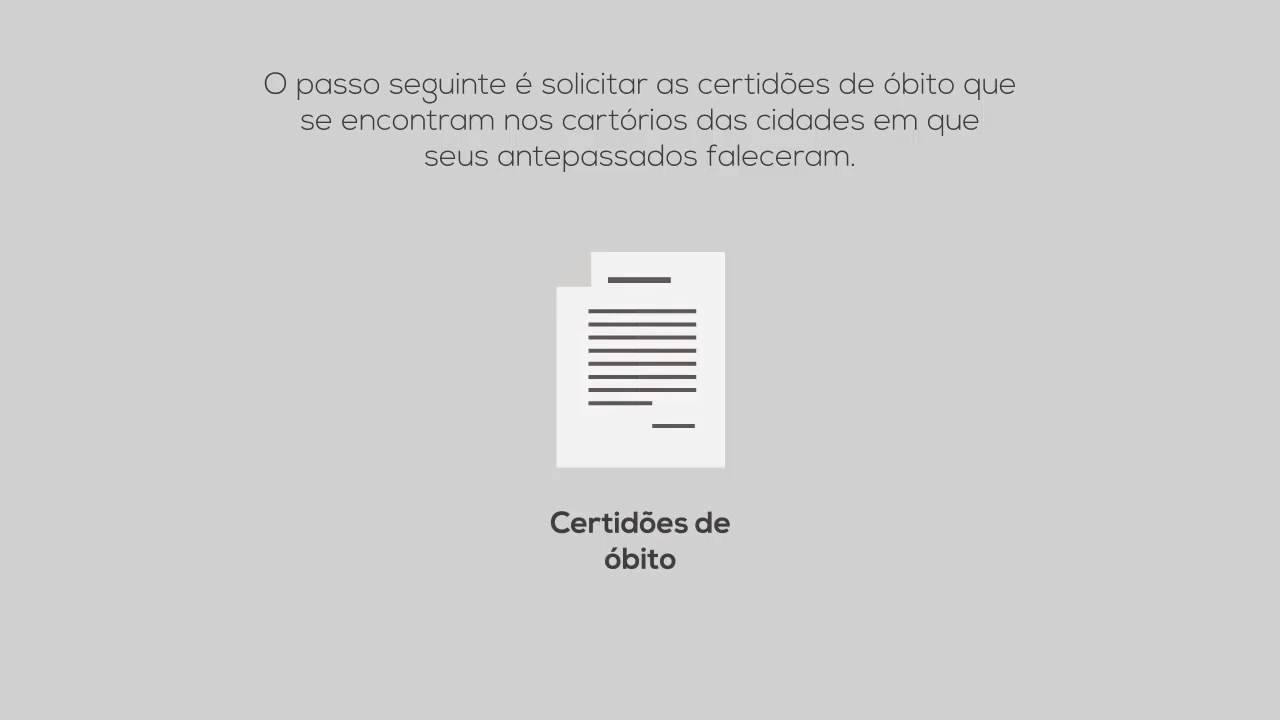 O passo seguinte é solicitar as certidões de óbito que
se encontram nos cartórios das cidades em que
seus antepassados faleceram.
Certidões de
óbito